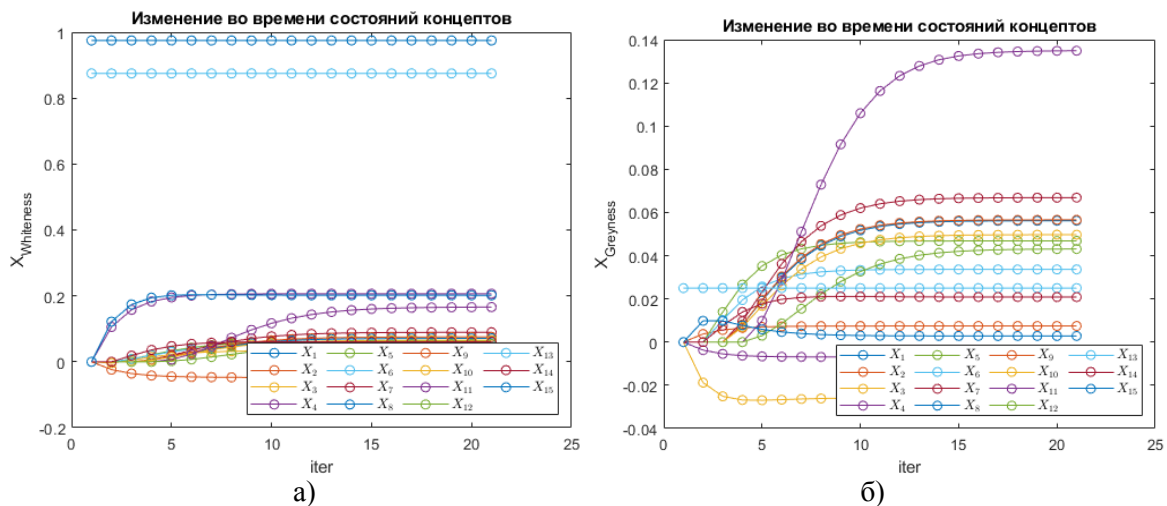 Изменение во времени состояний концептов
X_Whiteness
1
0.8
0.6
0.4
0.2
0
-0.2
0 5 10 15 20 25
iter
X_1 X_5 X_9 X_13
X_2 X_6 X_10 X_14
X_3 X_7 X_11 X_15
X_4 X_8 X_12
а)
Изменение во времени состояний концептов
X_Greyness
0.14
0.12
0.1
0.08
0.06
0.04
0.02
0
-0.02
-0.04
0 5 10 15 20 25
iter
X_1 X_5 X_9 X_13
X_2 X_6 X_10 X_14
X_3 X_7 X_11 X_15
X_4 X_8 X_12
б)